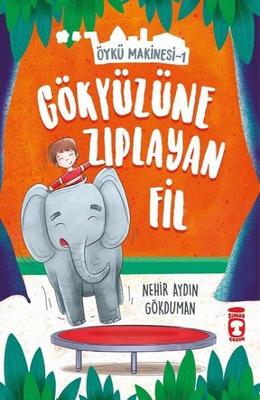 ÖYKÜ MAKİNESİ-1
GÖKYÜZÜNE
ZIPLAYAN
FİL
NEHİR AYDIN
GÖKDUMAN
TİMAŞ
ÇOCUK